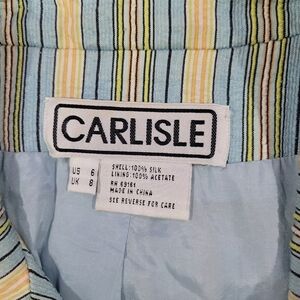 CARLISLE
US 6
UK 8
SHELL: 100% SILK
LINING: 100% ACETATE
RN 69161
MADE IN CHINA
SEE REVERSE FOR CARE